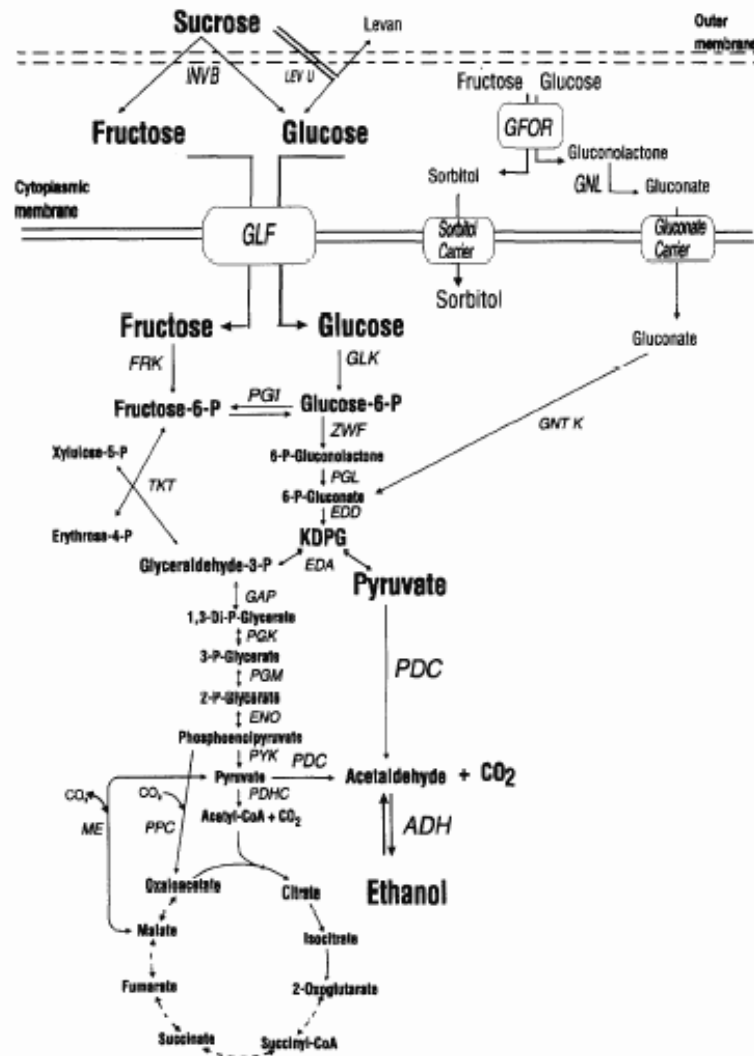 Sucrose
Levan
Outer
membrane
INVB
LEV U
Fructose Glucose
GFOR
Fructose Glucose
Gluconolactone
Sorbitol
GNL
Gluconate
Cytoplasmic
membrane
GLF
Sorbitol
Carrier
Gluconate
Carrier
Sorbitol
Fructose Glucose
Gluconate
FRK
GLK
PGI
Fructose-6-P
Glucose-6-P
ZWF
GNT K
Xylulose-5-P
6-P-Gluconolactone
TKT
PGL
6-P-Gluconate
EDD
Erythrose-4-P
KDPG
Glyceraldehyde-3-P
EDA
Pyruvate
GAP
1,3-Di-P-Glycerate
PGK
3-P-Glycerate
PDC
PGM
2-P-Glycerate
ENO
Phosphoenolpyruvate
PYK
PDC
Pyruvate
Acetaldehyde + CO2
CO2
CO2
PDHC
ME
PPC
Acetyl-CoA + CO2
ADH
Oxaloacetate
Citrate
Ethanol
Malate
Isocitrate
Fumarate
2-Oxoglutarate
Succinate
Succinyl-CoA